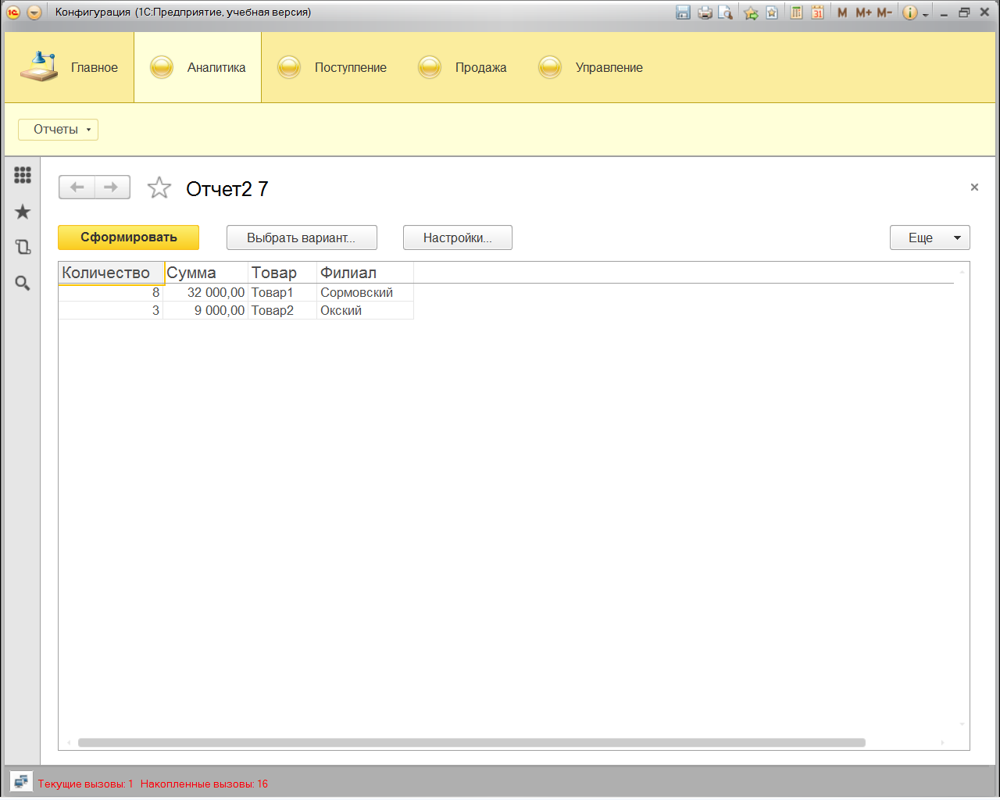 Конфигурация (1С:Предприятие, учебная версия)
31 M M+ M-
Главное Аналитика Поступление Продажа Управление
Отчеты
Отчет2 7
Сформировать Выбрать вариант... Настройки... Еще
Количество Сумма Товар Филиал
8 32 000,00 Товар1 Сормовский
3 9 000,00 Товар2 Окский
Текущие вызовы: 1 Накопленные вызовы: 16